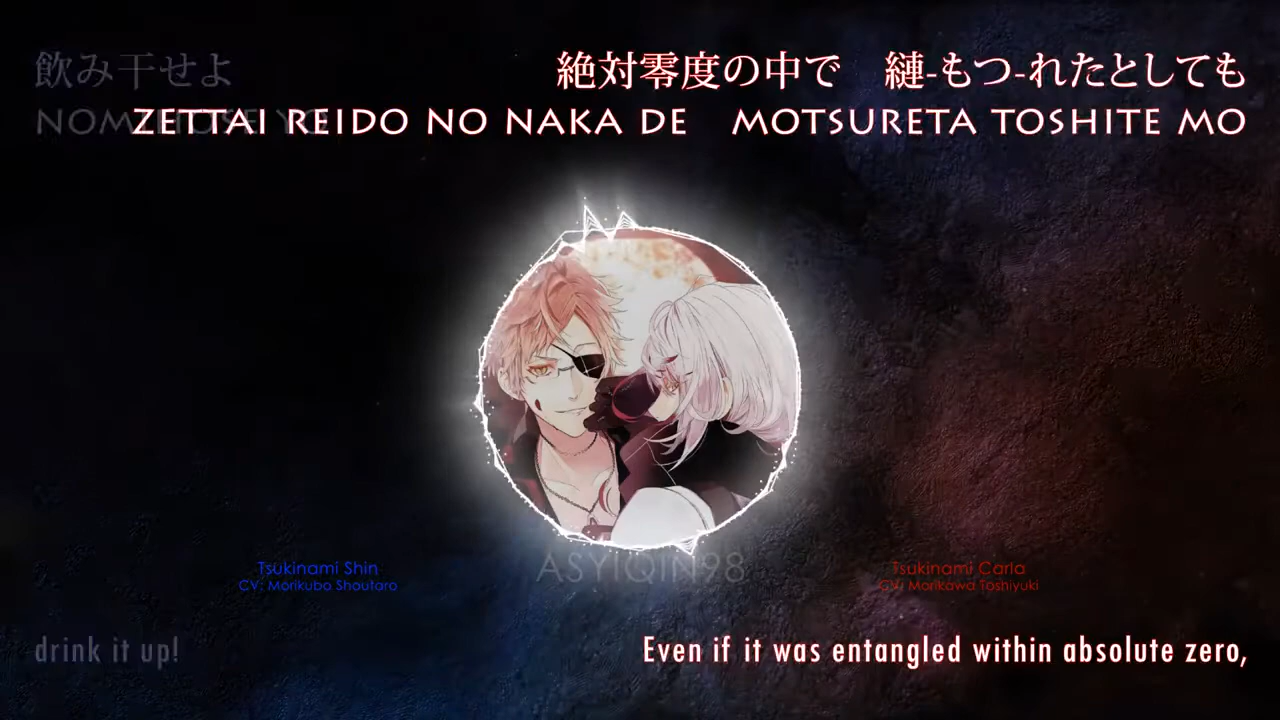 飲み干せよ
NOMIHOSE YO
絶対零度の中で 縺-もつ-れたとしても
ZETTAI REIDO NO NAKA DE MOTSURETA TOSHITE MO
Tsukinami Shin
CV: Morikubo Shoutaro
ASYIQIN98
Tsukinami Carla
CV: Morikawa Toshiyuki
drink it up!
Even if it was entangled within absolute zero,